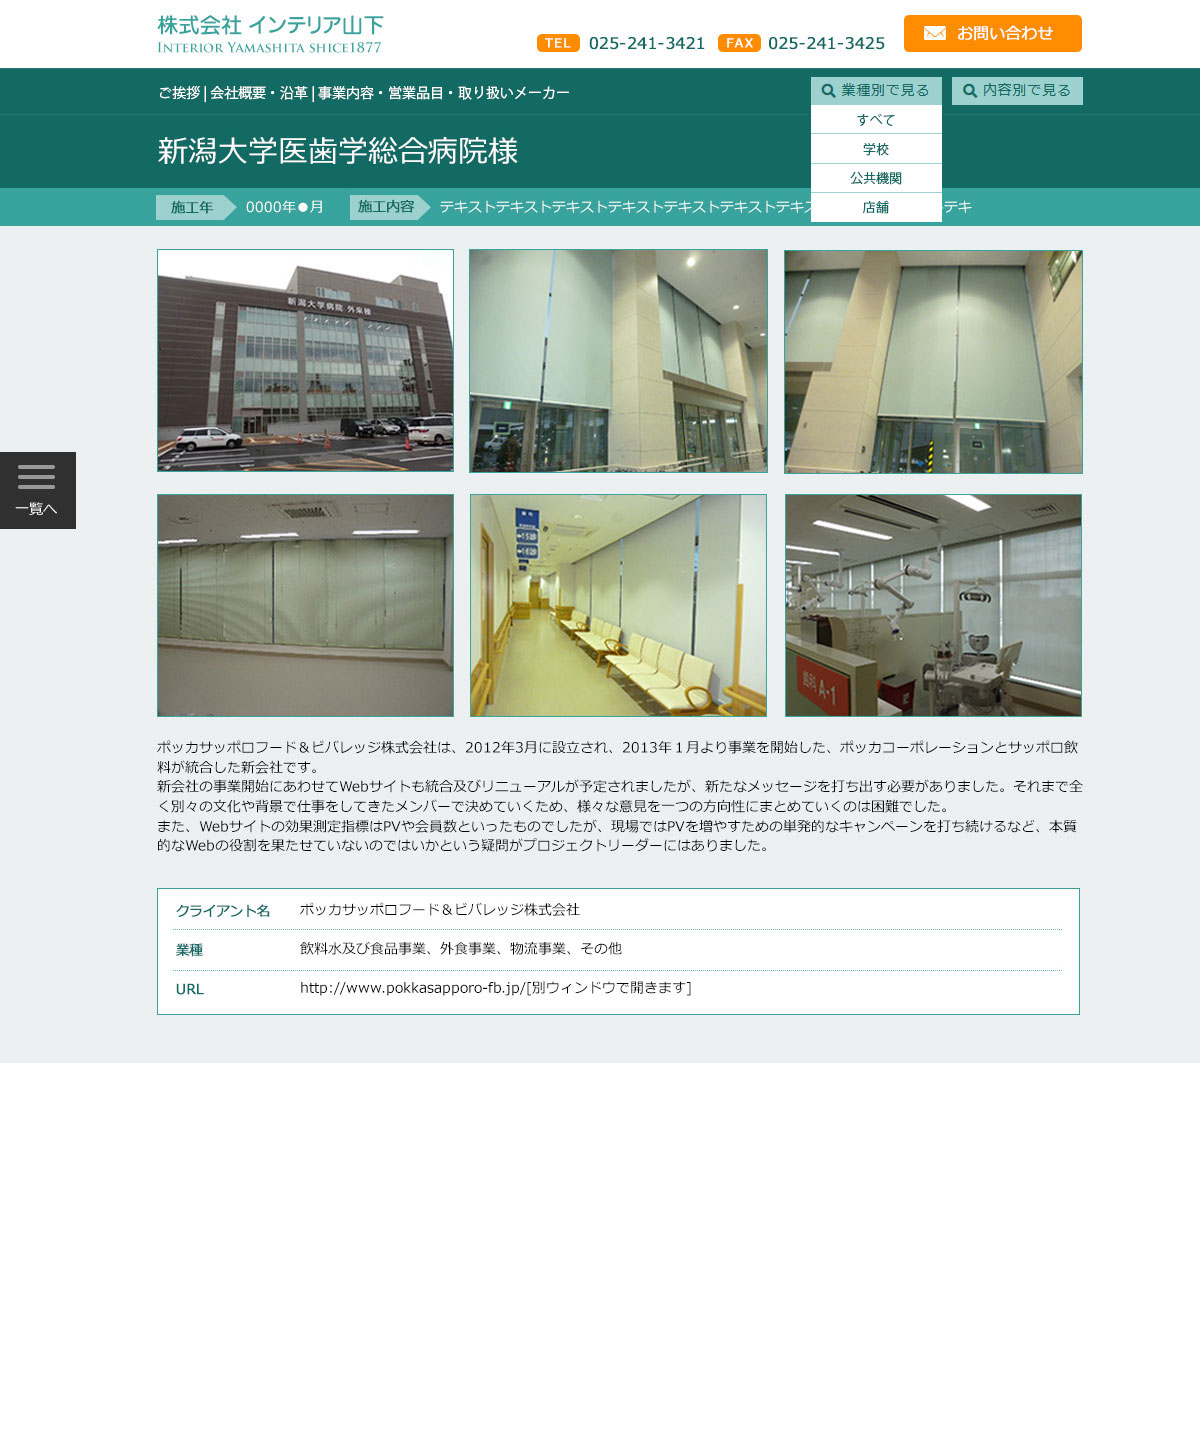 株式会社 インテリア山下
INTERIOR YAMASHITA SHICE1877
TEL 025-241-3421 FAX 025-241-3425
お問い合わせ
ご挨拶|会社概要・沿革|事業内容・営業品目・取り扱いメーカー
業種別で見る
内容別で見る
すべて
学校
公共機関
店舗
新潟大学医歯学総合病院様
施工年 0000年●月 施工内容 テキストテキストテキストテキストテキストテキストテキス
テキ
新潟大学病院 外来棟
一覧へ
歯科 A-1
ポッカサッポロフード＆ビバレッジ株式会社は、2012年3月に設立され、2013年１月より事業を開始した、ポッカコーポレーションとサッポロ飲
料が統合した新会社です。
新会社の事業開始にあわせてWebサイトも統合及びリニューアルが予定されましたが、新たなメッセージを打ち出す必要がありました。それまで全
く別々の文化や背景で仕事をしてきたメンバーで決めていくため、様々な意見を一つの方向性にまとめていくのは困難でした。
また、Webサイトの効果測定指標はPVや会員数といったものでしたが、現場ではPVを増やすための単発的なキャンペーンを打ち続けるなど、本質
的なWebの役割を果たせていないのではいかという疑問がプロジェクトリーダーにはありました。
クライアント名 ポッカサッポロフード＆ビバレッジ株式会社
業種 飲料水及び食品事業、外食事業、物流事業、その他
URL http://www.pokkasapporo-fb.jp/[別ウィンドウで開きます]